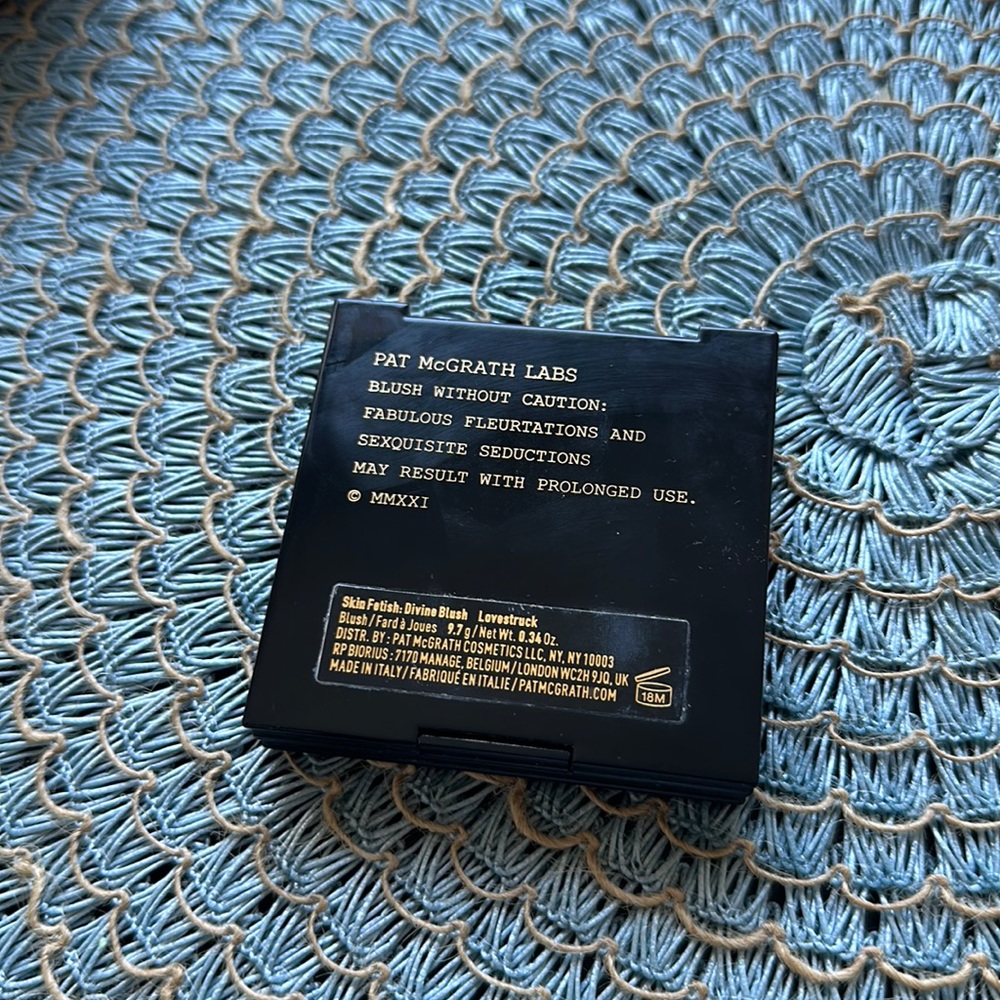 PAT McGRATH LABS
BLUSH WITHOUT CAUTION:
FABULOUS FLEURTATIONS AND
SEXQUISITE SEDUCTIONS
MAY RESULT WITH PROLONGED USE.
© MMXXI
Skin Fetish: Divine Blush Lovestruck
Blush / Fard à Joues 9.7 g / Net Wt. 0.34 Oz.
DISTR. BY : PAT McGRATH COSMETICS LLC, NY, NY 10003
RP BIORIUS : 7170 MANAGE, BELGIUM / LONDON WC2H 9JQ, UK
MADE IN ITALY / FABRIQUÉ EN ITALIE / PATMCGRATH.COM
18M